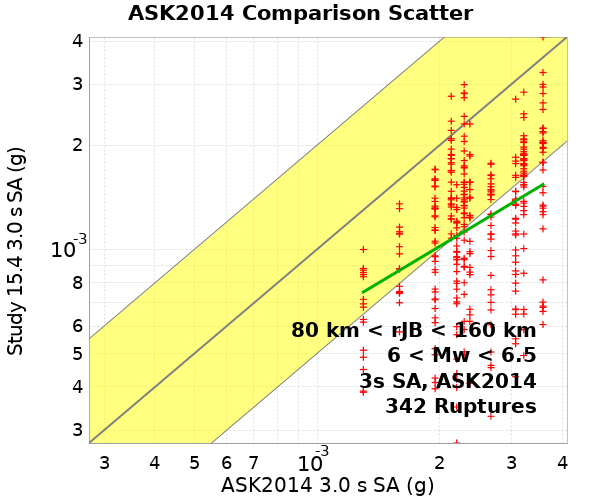 ASK2014 Comparison Scatter
Study 15.4 3.0 s SA (g)
4
3
2
10-3
8
6
5
4
3
80 km < rJB < 160 km
6 < Mw < 6.5
3s SA, ASK2014
342 Ruptures
3 4 5 6 7 10-3 2 3 4
ASK2014 3.0 s SA (g)